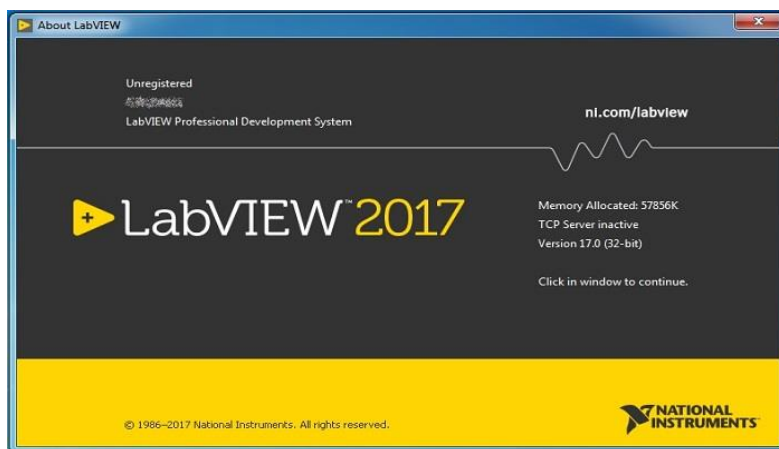 About LabVIEW
Unregistered
LabVIEW Professional Development System
ni.com/labview
LabVIEW™ 2017
Memory Allocated: 57856K
TCP Server inactive
Version 17.0 (32-bit)
Click in window to continue.
© 1986–2017 National Instruments. All rights reserved.
NATIONAL
INSTRUMENTS